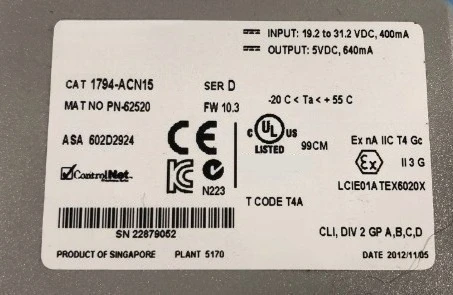 INPUT: 19.2 to 31.2 VDC, 400mA
OUTPUT: 5VDC, 640mA
CAT 1794-ACN15 SER D
MAT NO PN-62520 FW 10.3
-20 C < Ta < + 55 C
ASA 602D2924
CE
C UL US
LISTED 99CM
Ex nA IIC T4 Gc
Ex II 3 G
ControlNet
N223
LCIE01ATEX6020X
T CODE T4A
SN 22879052
CLI, DIV 2 GP A,B,C,D
PRODUCT OF SINGAPORE PLANT 5170 DATE 2012/11/05